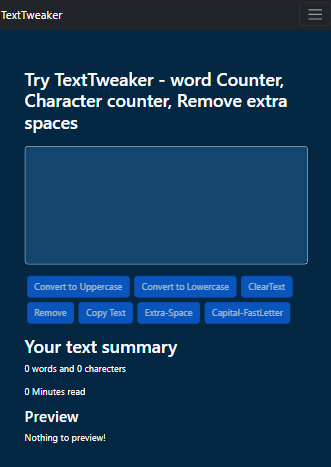 TextTweaker
Try TextTweaker - word Counter,
Character counter, Remove extra
spaces
Convert to Uppercase Convert to Lowercase ClearText
Remove Copy Text Extra-Space Capital-FastLetter
Your text summary
0 words and 0 charecters
0 Minutes read
Preview
Nothing to preview!